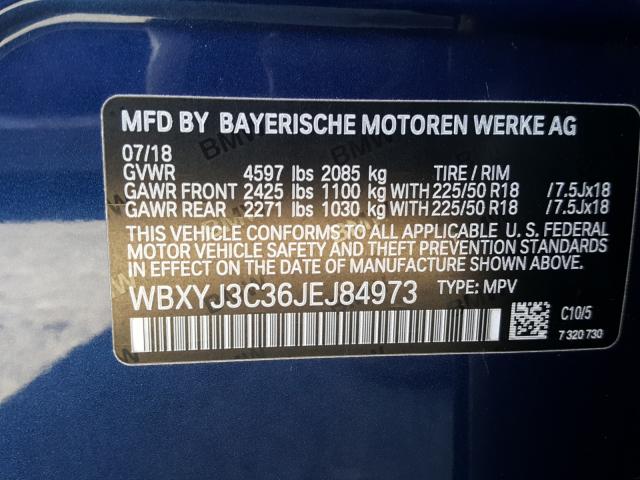 MFD BY BAYERISCHE MOTOREN WERKE AG
07/18
GVWR 4597 lbs 2085 kg TIRE / RIM
GAWR FRONT 2425 lbs 1100 kg WITH 225/50 R18 /7.5Jx18
GAWR REAR 2271 lbs 1030 kg WITH 225/50 R18 /7.5Jx18
THIS VEHICLE CONFORMS TO ALL APPLICABLE U. S. FEDERAL
MOTOR VEHICLE SAFETY AND THEFT PREVENTION STANDARDS
IN EFFECT ON THE DATE OF MANUFACTURE SHOWN ABOVE.
WBXYJ3C36JEJ84973 TYPE: MPV
C10/5
7 320 730